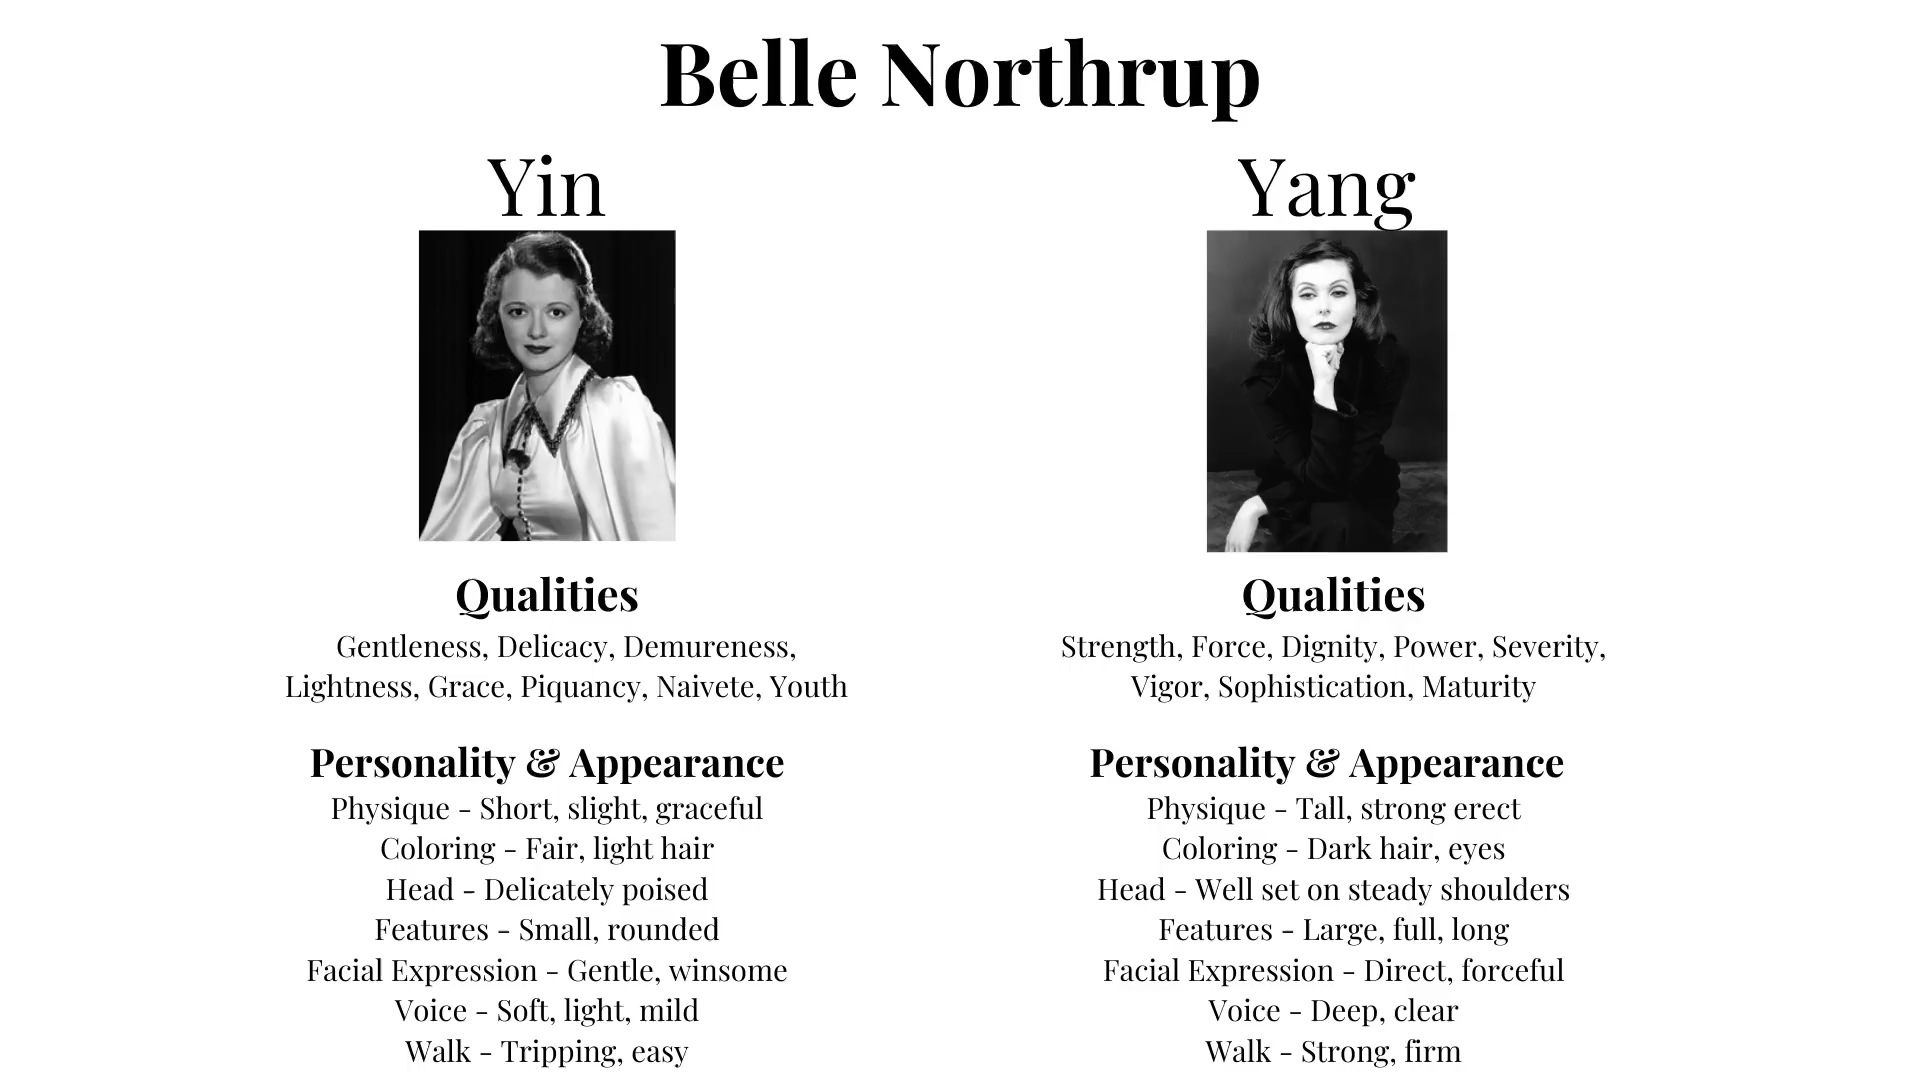 Belle Northrup
Yin
Qualities
Gentleness, Delicacy, Demureness,
Lightness, Grace, Piquancy, Naivete, Youth
Personality & Appearance
Physique - Short, slight, graceful
Coloring - Fair, light hair
Head - Delicately poised
Features - Small, rounded
Facial Expression - Gentle, winsome
Voice - Soft, light, mild
Walk - Tripping, easy
Yang
Qualities
Strength, Force, Dignity, Power, Severity,
Vigor, Sophistication, Maturity
Personality & Appearance
Physique - Tall, strong erect
Coloring - Dark hair, eyes
Head - Well set on steady shoulders
Features - Large, full, long
Facial Expression - Direct, forceful
Voice - Deep, clear
Walk - Strong, firm